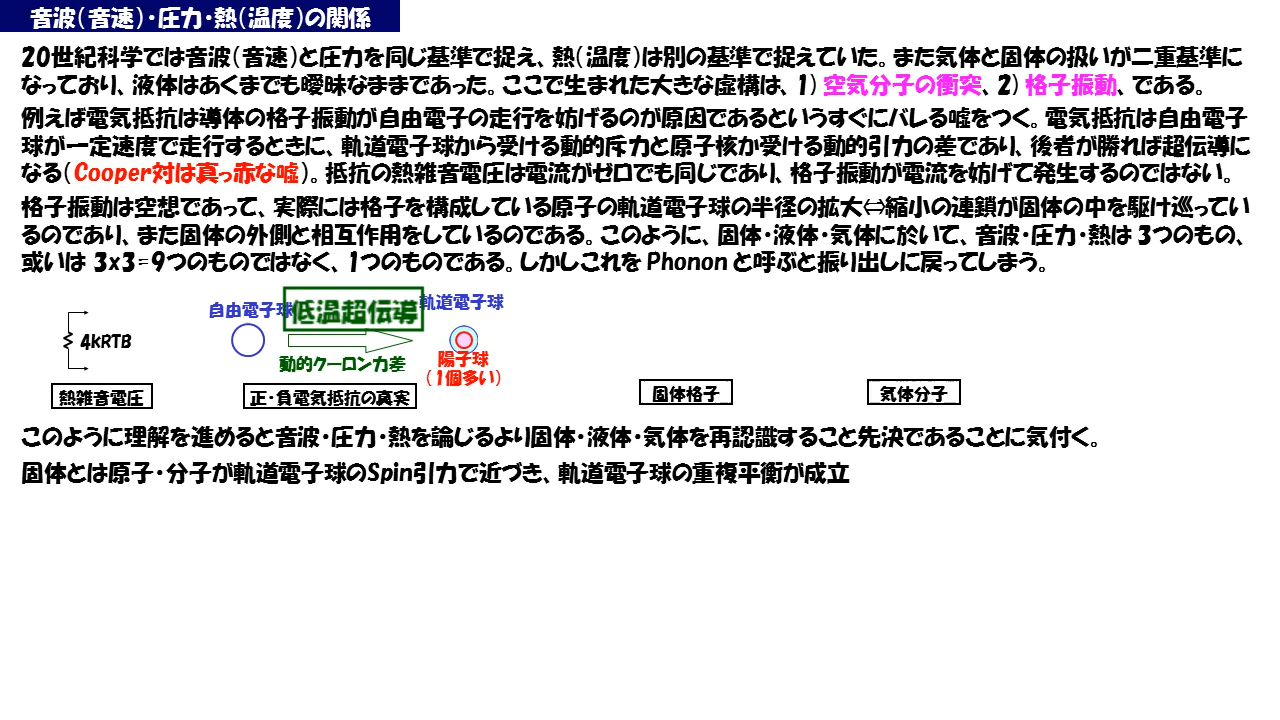 音波(音速)・圧力・熱(温度)の関係
20世紀科学では音波(音速)と圧力を同じ基準で捉え、熱(温度)は別の基準で捉えていた。また気体と固体の扱いが二重基準に
なっており、液体はあくまでも曖昧なままであった。ここで生まれた大きな虚構は、1) 空気分子の衝突、2) 格子振動、である。
例えば電気抵抗は導体の格子振動が自由電子の走行を妨げるのが原因であるというすぐにバレる嘘をつく。電気抵抗は自由電子
球が一定速度で走行するときに、軌道電子球から受ける動的斥力と原子核か受ける動的引力の差であり、後者が勝れば超伝導に
なる(Cooper対は真っ赤な嘘)。抵抗の熱雑音電圧は電流がゼロでも同じであり、格子振動が電流を妨げて発生するのではない。
格子振動は空想であって、実際には格子を構成している原子の軌道電子球の半径の拡大⇔縮小の連鎖が固体の中を駆け巡ってい
るのであり、また固体の外側と相互作用をしているのである。このように、固体・液体・気体に於いて、音波・圧力・熱は 3つのもの、
或いは 3x3=9つのものではなく、1つのものである。しかしこれを Phonon と呼ぶと振り出しに戻ってしまう。
自由電子球
低温超伝導
軌道電子球
4kRTB
動的クーロン力差
陽子球
(1個多い)
熱雑音電圧
正・負電気抵抗の真実
固体格子
気体分子
このように理解を進めると音波・圧力・熱を論じるより固体・液体・気体を再認識すること先決であることに気付く。
固体とは原子・分子が軌道電子球のSpin引力で近づき、軌道電子球の重複平衡が成立